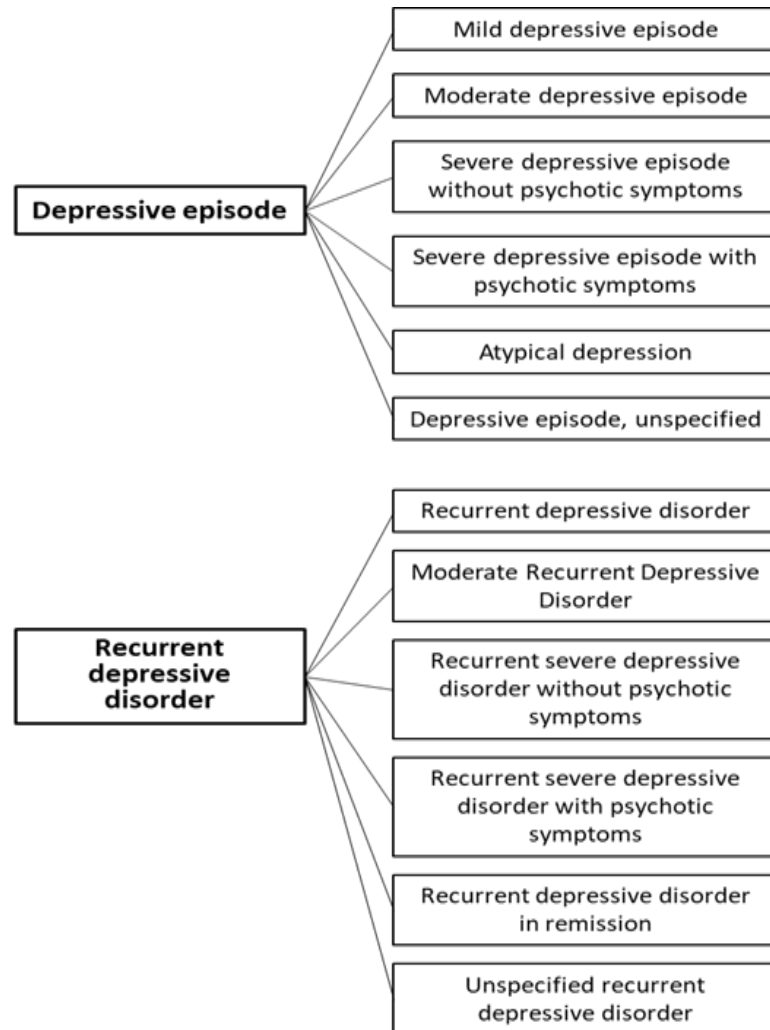 Depressive episode
Mild depressive episode
Moderate depressive episode
Severe depressive episode
without psychotic symptoms
Severe depressive episode with
psychotic symptoms
Atypical depression
Depressive episode, unspecified
Recurrent
depressive
disorder
Recurrent depressive disorder
Moderate Recurrent Depressive
Disorder
Recurrent severe depressive
disorder without psychotic
symptoms
Recurrent severe depressive
disorder with psychotic
symptoms
Recurrent depressive disorder
in remission
Unspecified recurrent
depressive disorder